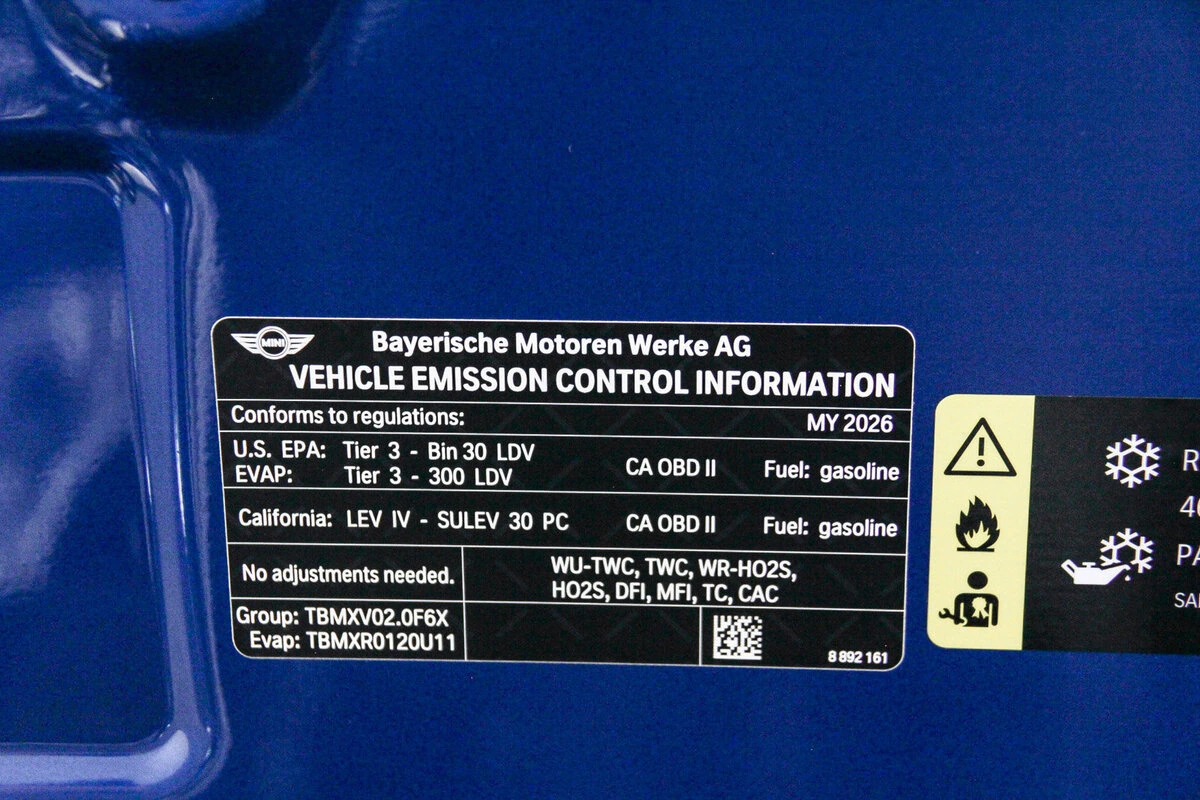 MINI
Bayerische Motoren Werke AG
VEHICLE EMISSION CONTROL INFORMATION
Conforms to regulations: MY 2026
U.S. EPA: Tier 3 - Bin 30 LDV
EVAP: Tier 3 - 300 LDV
CA OBD II Fuel: gasoline
California: LEV IV - SULEV 30 PC CA OBD II Fuel: gasoline
No adjustments needed.
WU-TWC, TWC, WR-HO2S,
HO2S, DFI, MFI, TC, CAC
Group: TBMXV02.0F6X
Evap: TBMXR0120U11
8 892 161
R
PA